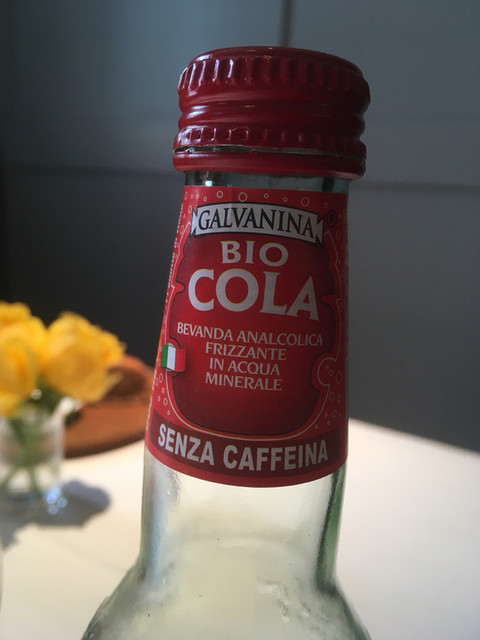 GALVANINA®
BIO
COLA
BEVANDA ANALCOLICA
FRIZZANTE
IN ACQUA
MINERALE
SENZA CAFFEINA